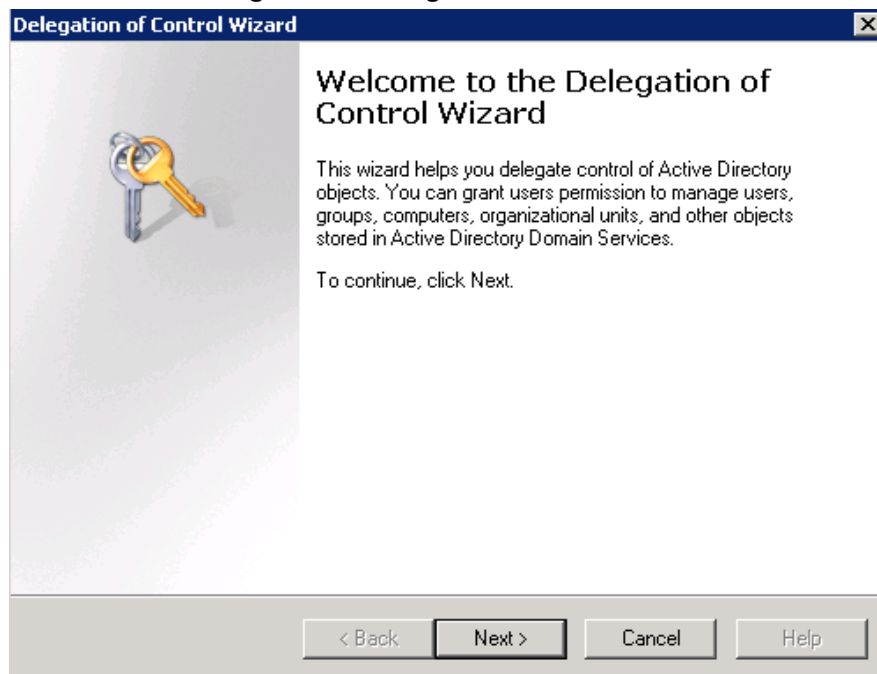 Delegation of Control Wizard
Welcome to the Delegation of
Control Wizard
This wizard helps you delegate control of Active Directory
objects. You can grant users permission to manage users,
groups, computers, organizational units, and other objects
stored in Active Directory Domain Services.
To continue, click Next.
< Back
Next >
Cancel
Help